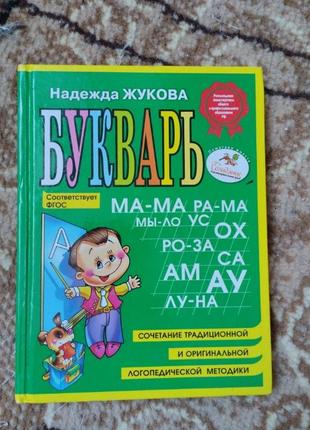 Надежда ЖУКОВА
БУКВАРЬ
Соответствует
ФГОС
МА-МА РА-МА
МЫ-ЛО УС ОХ
РО-ЗА СА
АМ АУ
ЛУ-НА
А
СОЧЕТАНИЕ ТРАДИЦИОННОЙ
И ОРИГИНАЛЬНОЙ
ЛОГОПЕДИЧЕСКОЙ МЕТОДИКИ